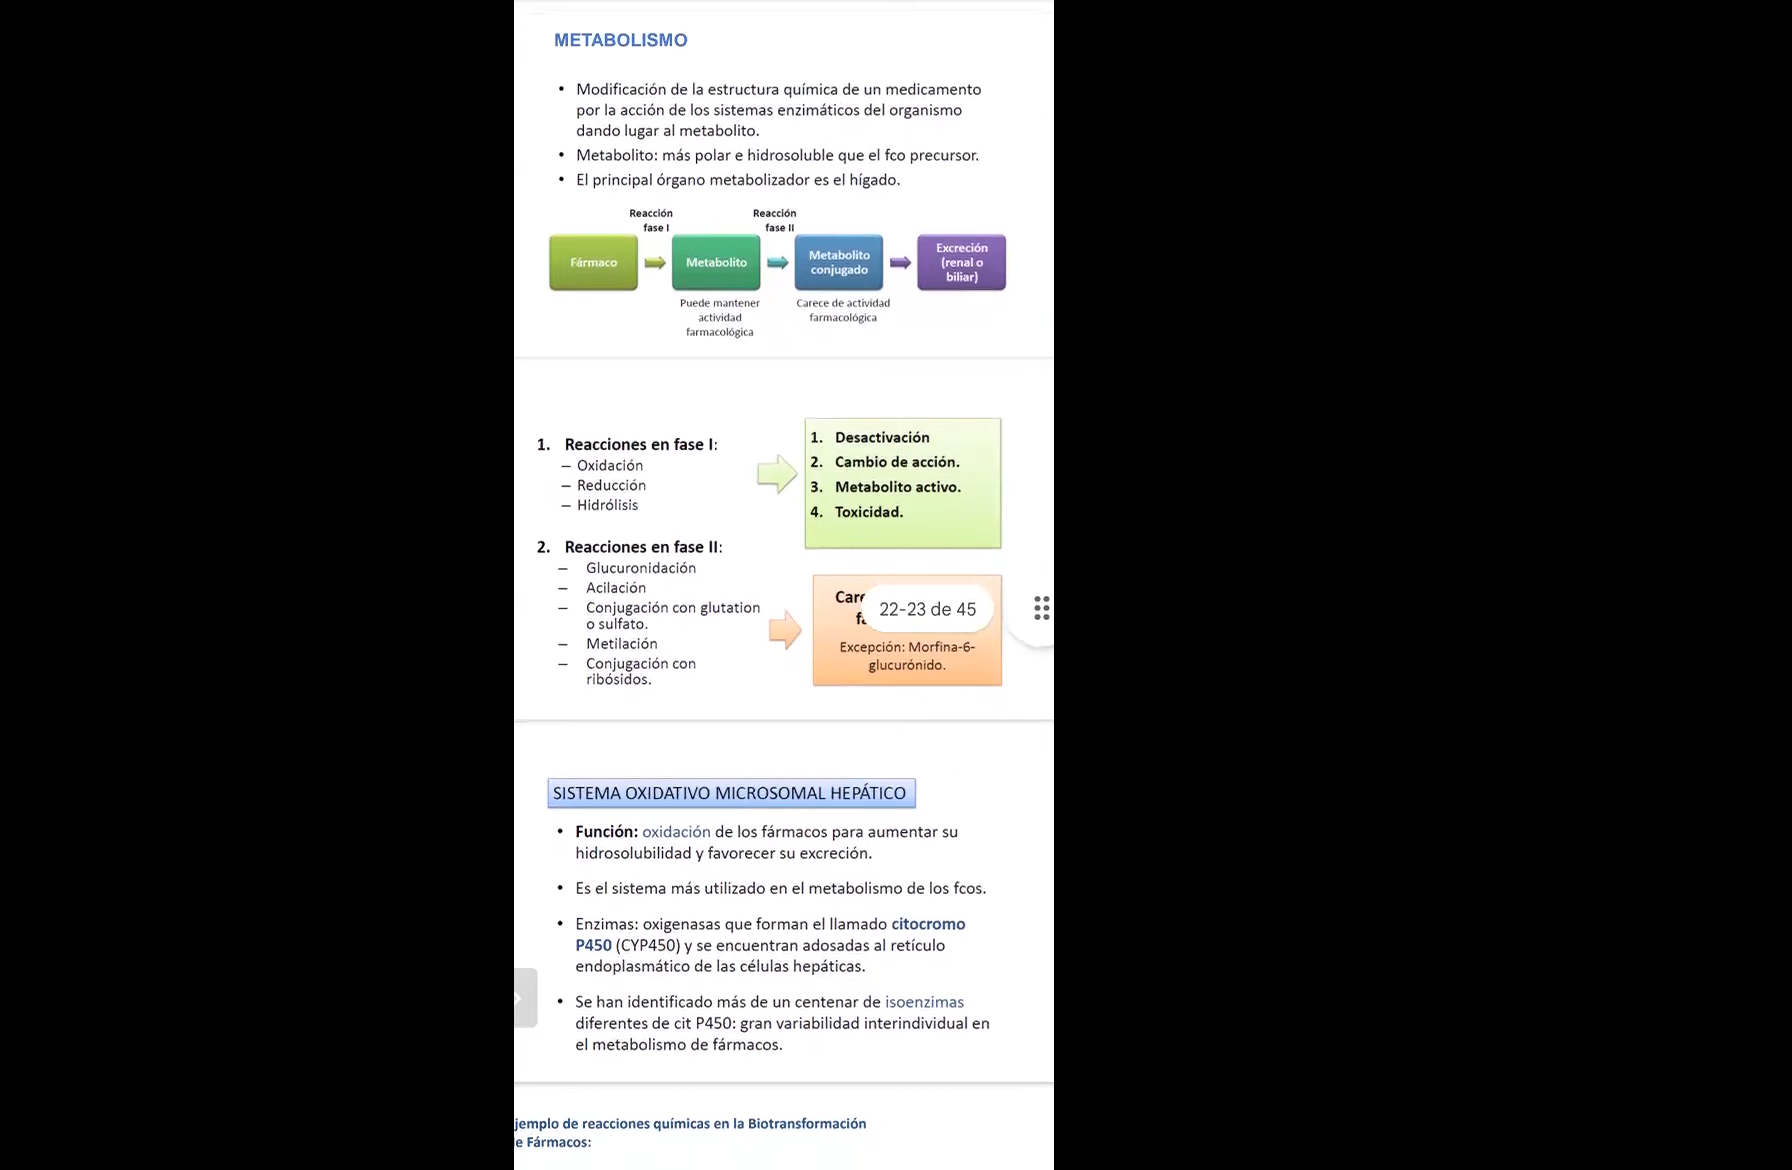 METABOLISMO
• Modificación de la estructura química de un medicamento
por la acción de los sistemas enzimáticos del organismo
dando lugar al metabolito.
• Metabolito: más polar e hidrosoluble que el fco precursor.
• El principal órgano metabolizador es el hígado.
Reacción
fase I
Reacción
fase II
Fármaco
Metabolito
Metabolito
conjugado
Excreción
(renal o
biliar)
Puede mantener
actividad
farmacológica
Carece de actividad
farmacológica
1. Reacciones en fase I:
– Oxidación
– Reducción
– Hidrólisis
1. Desactivación
2. Cambio de acción.
3. Metabolito activo.
4. Toxicidad.
2. Reacciones en fase II:
– Glucuronidación
– Acilación
– Conjugación con glutation
o sulfato.
– Metilación
– Conjugación con
ribósidos.
22-23 de 45
Excepción: Morfina-6-
glucurónido.
SISTEMA OXIDATIVO MICROSOMAL HEPÁTICO
• Función: oxidación de los fármacos para aumentar su
hidrosolubilidad y favorecer su excreción.
• Es el sistema más utilizado en el metabolismo de los fcos.
• Enzimas: oxigenasas que forman el llamado citocromo
P450 (CYP450) y se encuentran adosadas al retículo
endoplasmático de las células hepáticas.
• Se han identificado más de un centenar de isoenzimas
diferentes de cit P450: gran variabilidad interindividual en
el metabolismo de fármacos.
jemplo de reacciones químicas en la Biotransformación
e Fármacos: